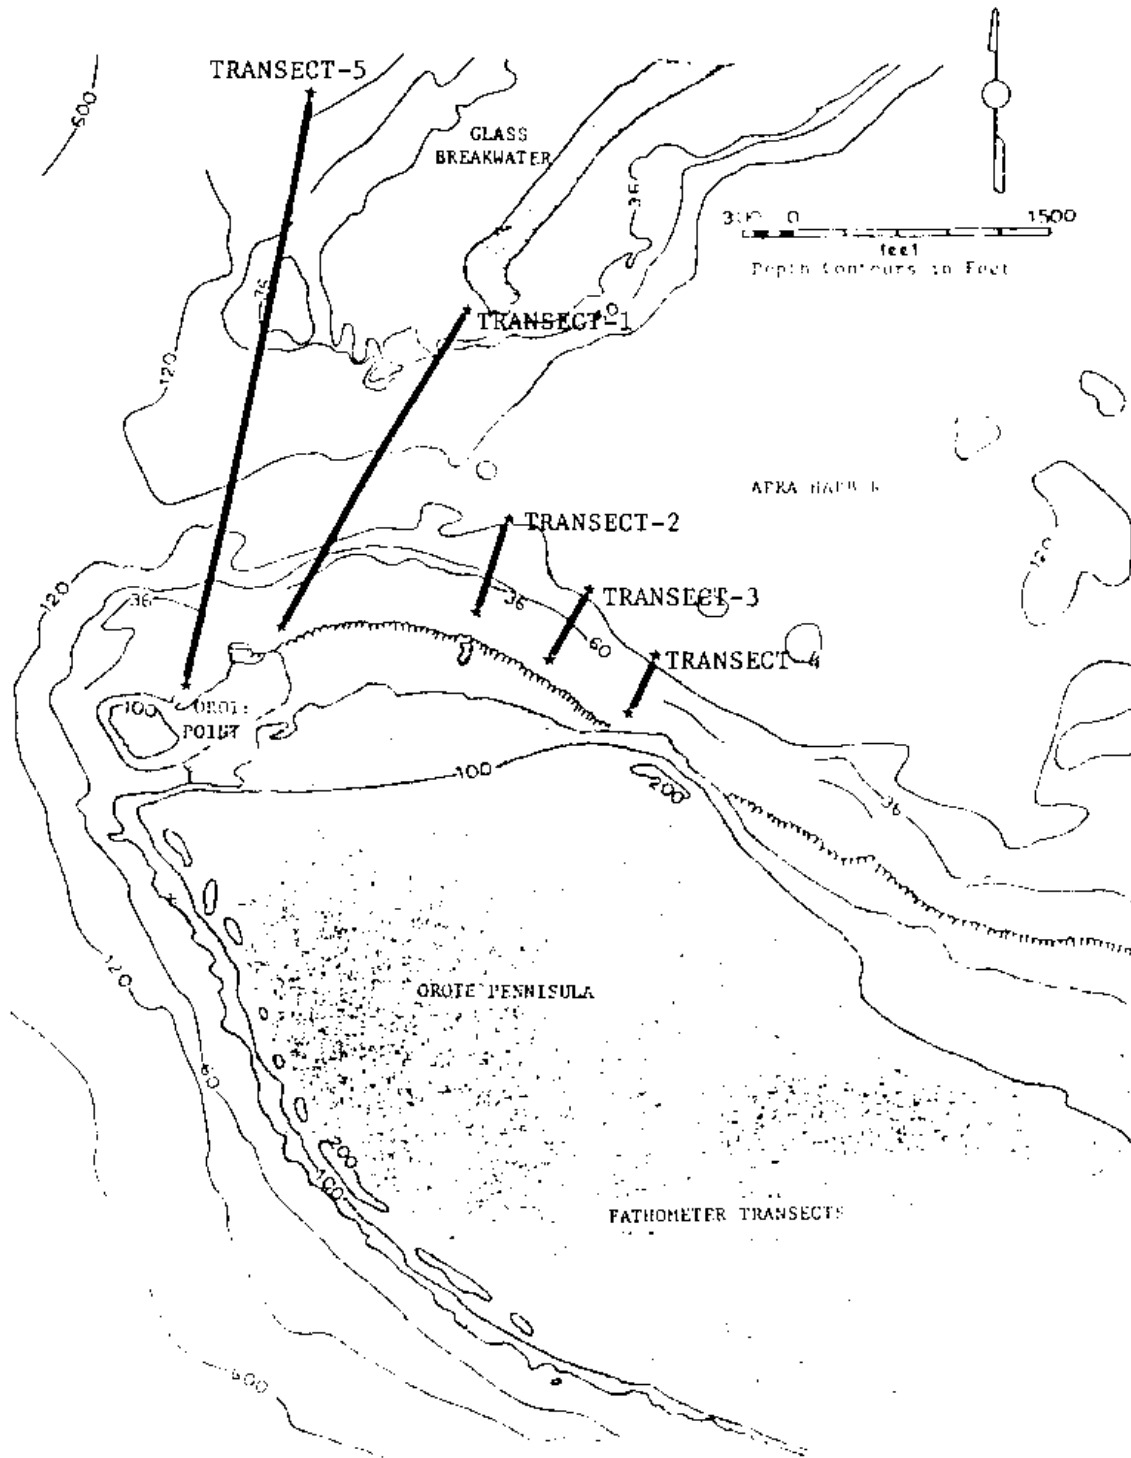 TRANSECT-5
600
GLASS
BREAKWATER
36
0
1500
feet
Depth Contours in Feet
36
TRANSECT-1
120
APRA
TRANSECT-2
120
120
36
36
TRANSECT-3
60
TRANSECT-4
100
POINT
100
200
36
120
OROTE PENNISULA
60
200
100
FATHOMETER TRANSECTS
600